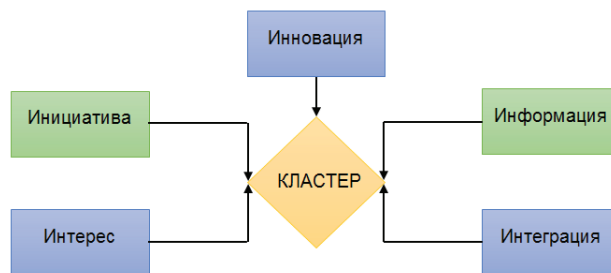 Инновация
Инициатива
Информация
КЛАСТЕР
Интерес
Интеграция